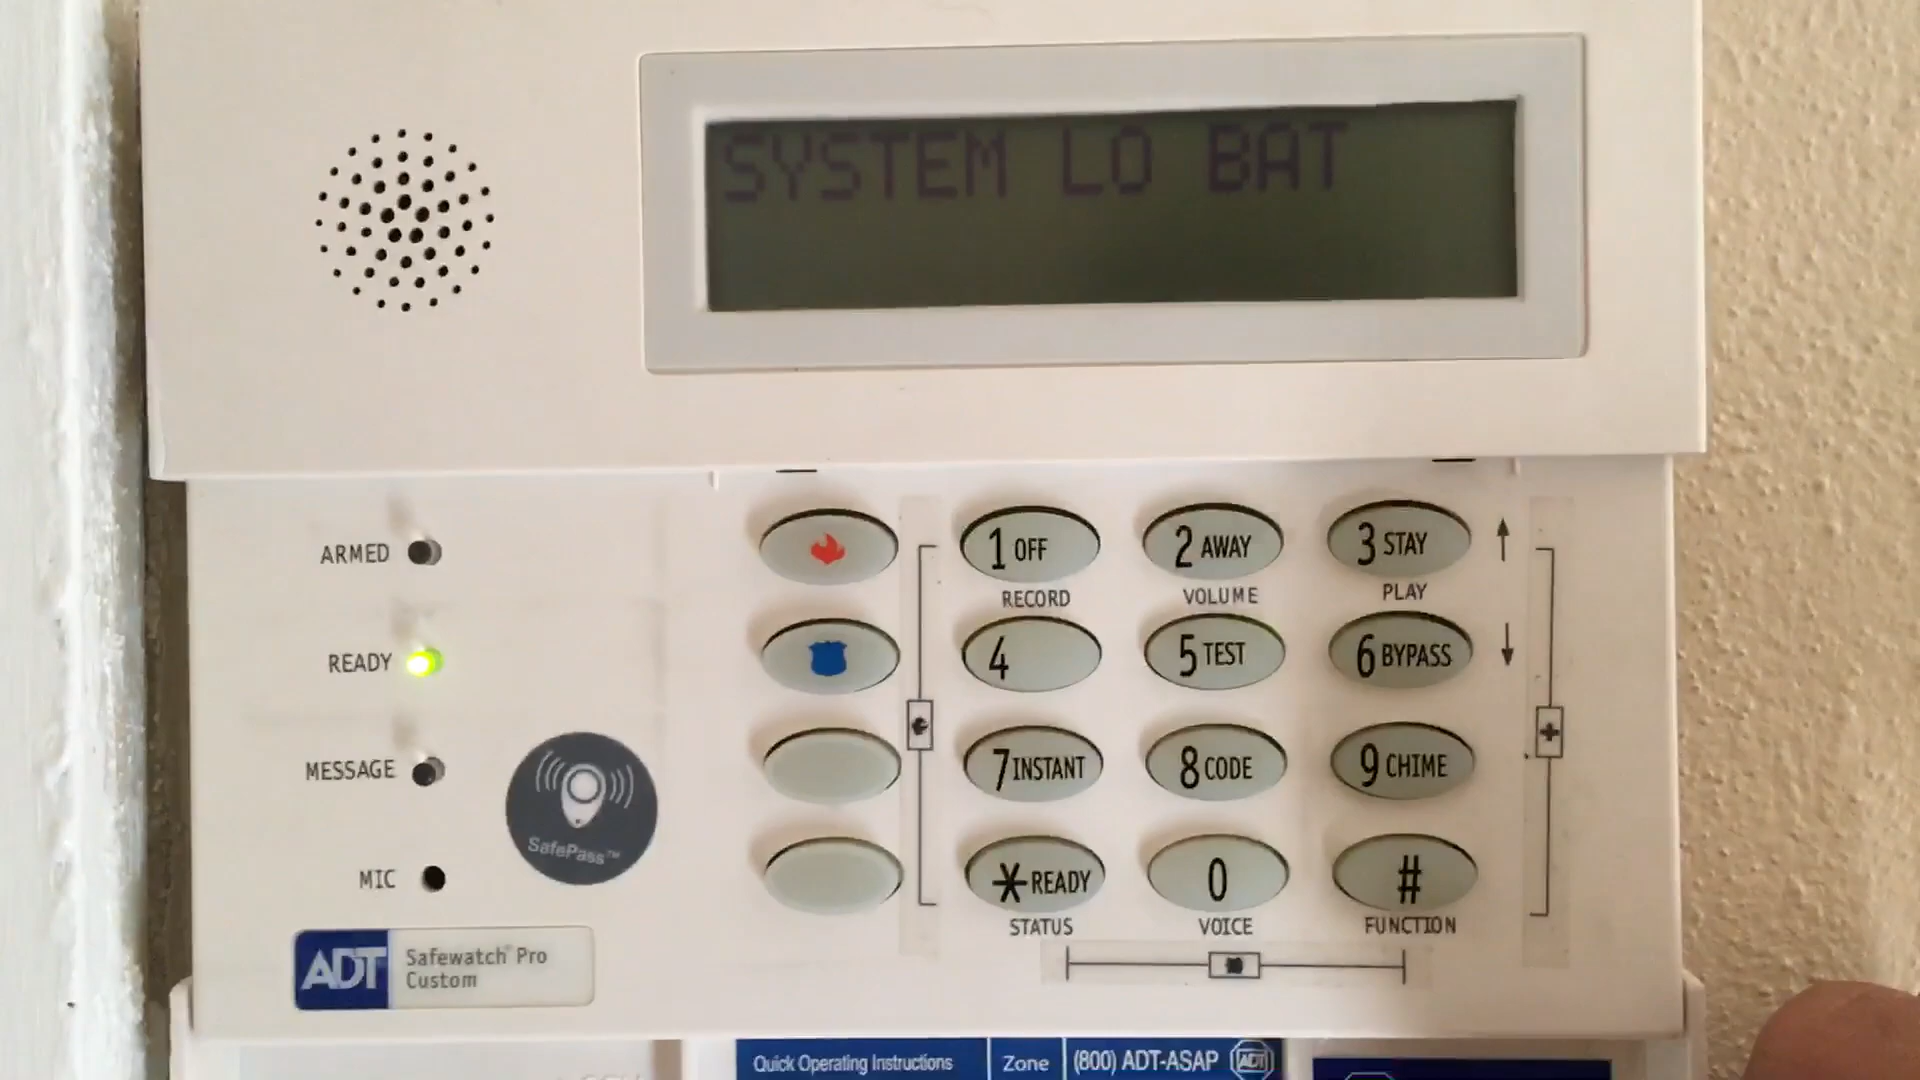 SYSTEM LO BAT
ARMED
READY
MESSAGE
MIC
SafePass™
ADT
Safewatch® Pro
Custom
1 OFF
2 AWAY
3 STAY
RECORD
VOLUME
PLAY
4
5 TEST
6 BYPASS
7 INSTANT
8 CODE
9 CHIME
* READY
0
#
STATUS
VOICE
FUNCTION
Quick Operating Instructions
Zone
(800) ADT-ASAP
ADT